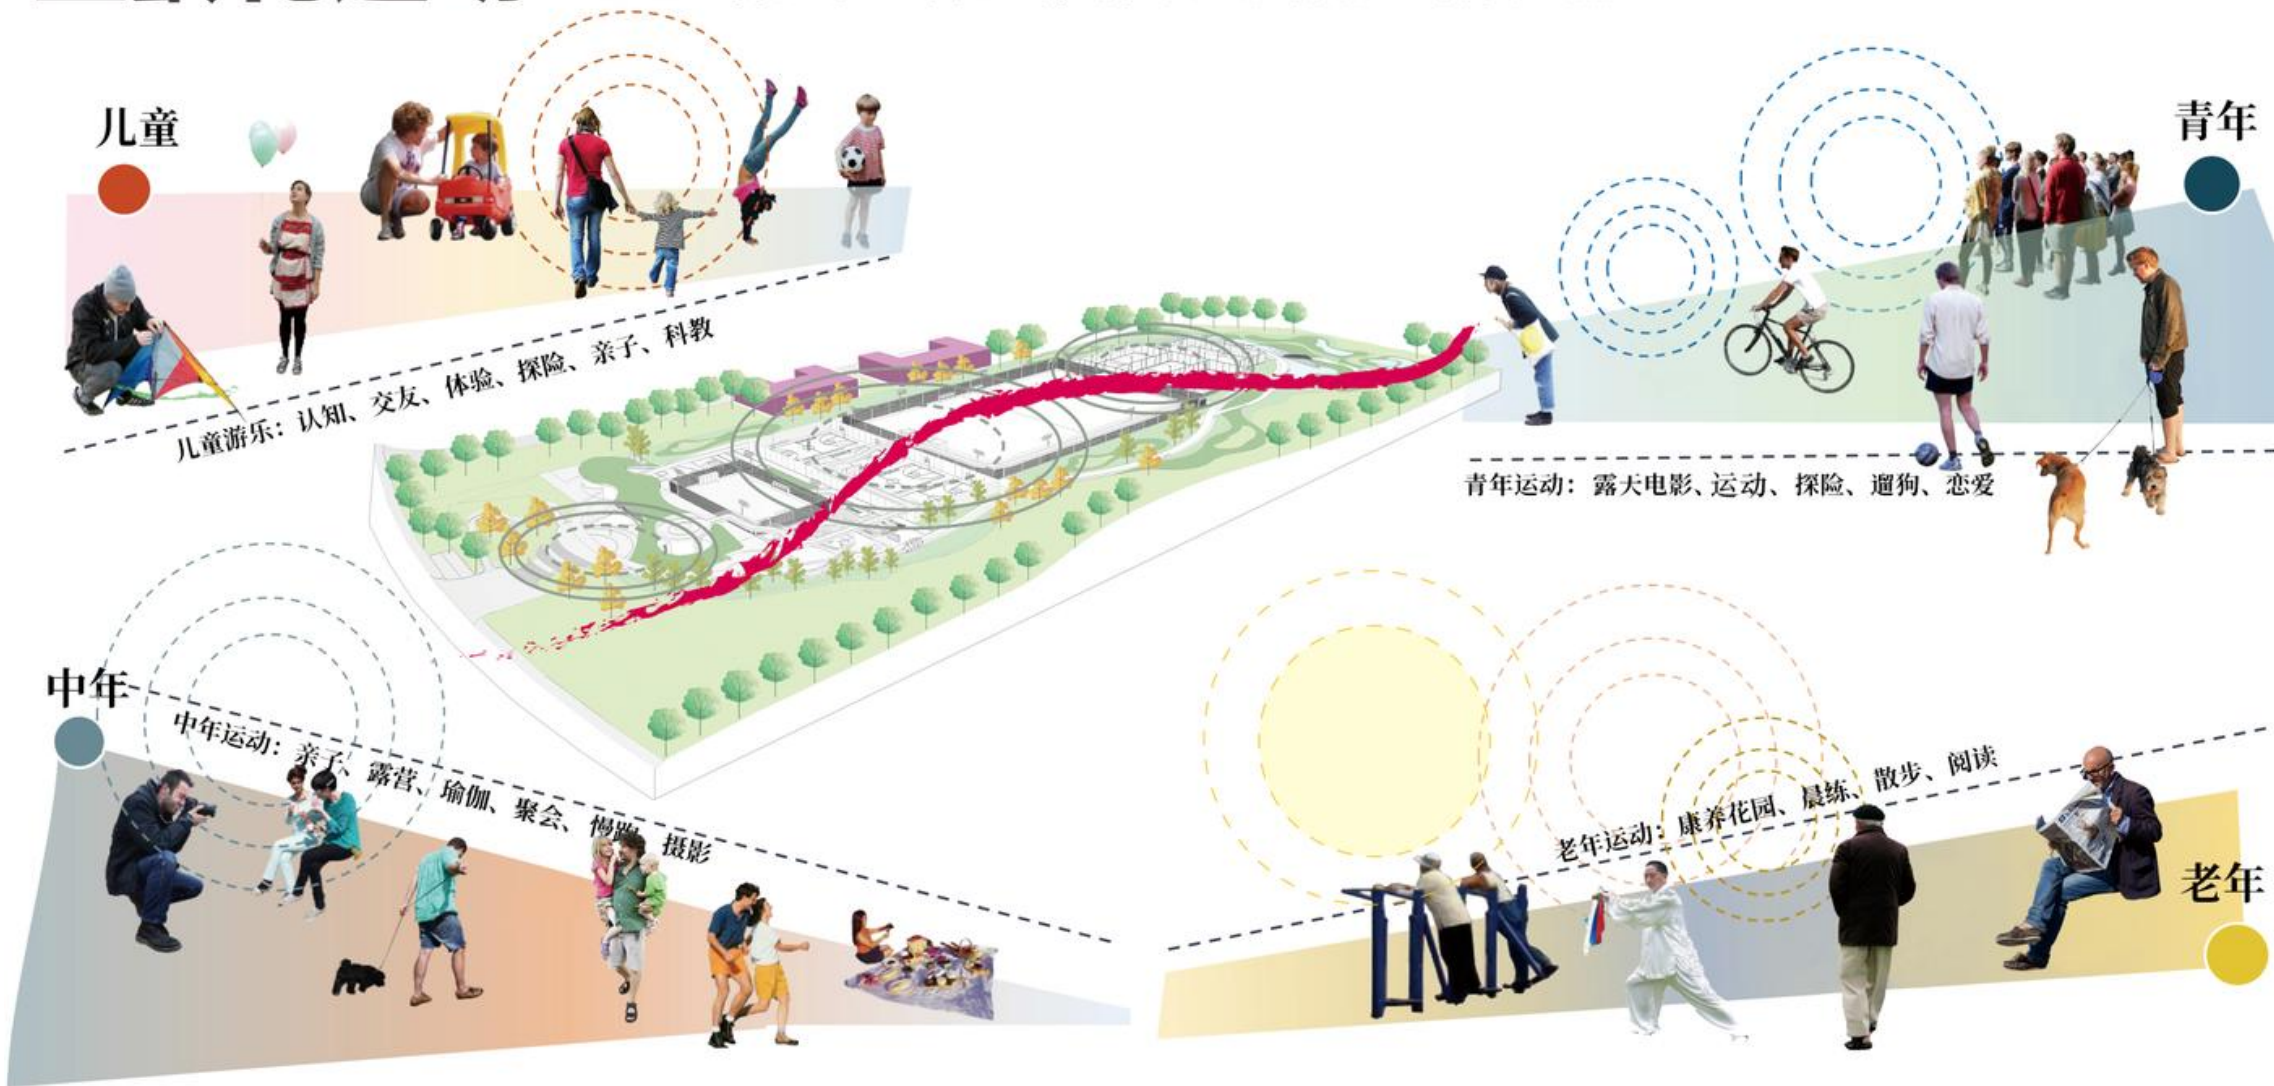 儿童
儿童游乐：认知、交友、体验、探险、亲子、科教
青年
青年运动：露天电影、运动、探险、遛狗、恋爱
中年
中年运动：亲子、露营、瑜伽、聚会、慢跑、摄影
老年运动：康养花园、晨练、散步、阅读
老年